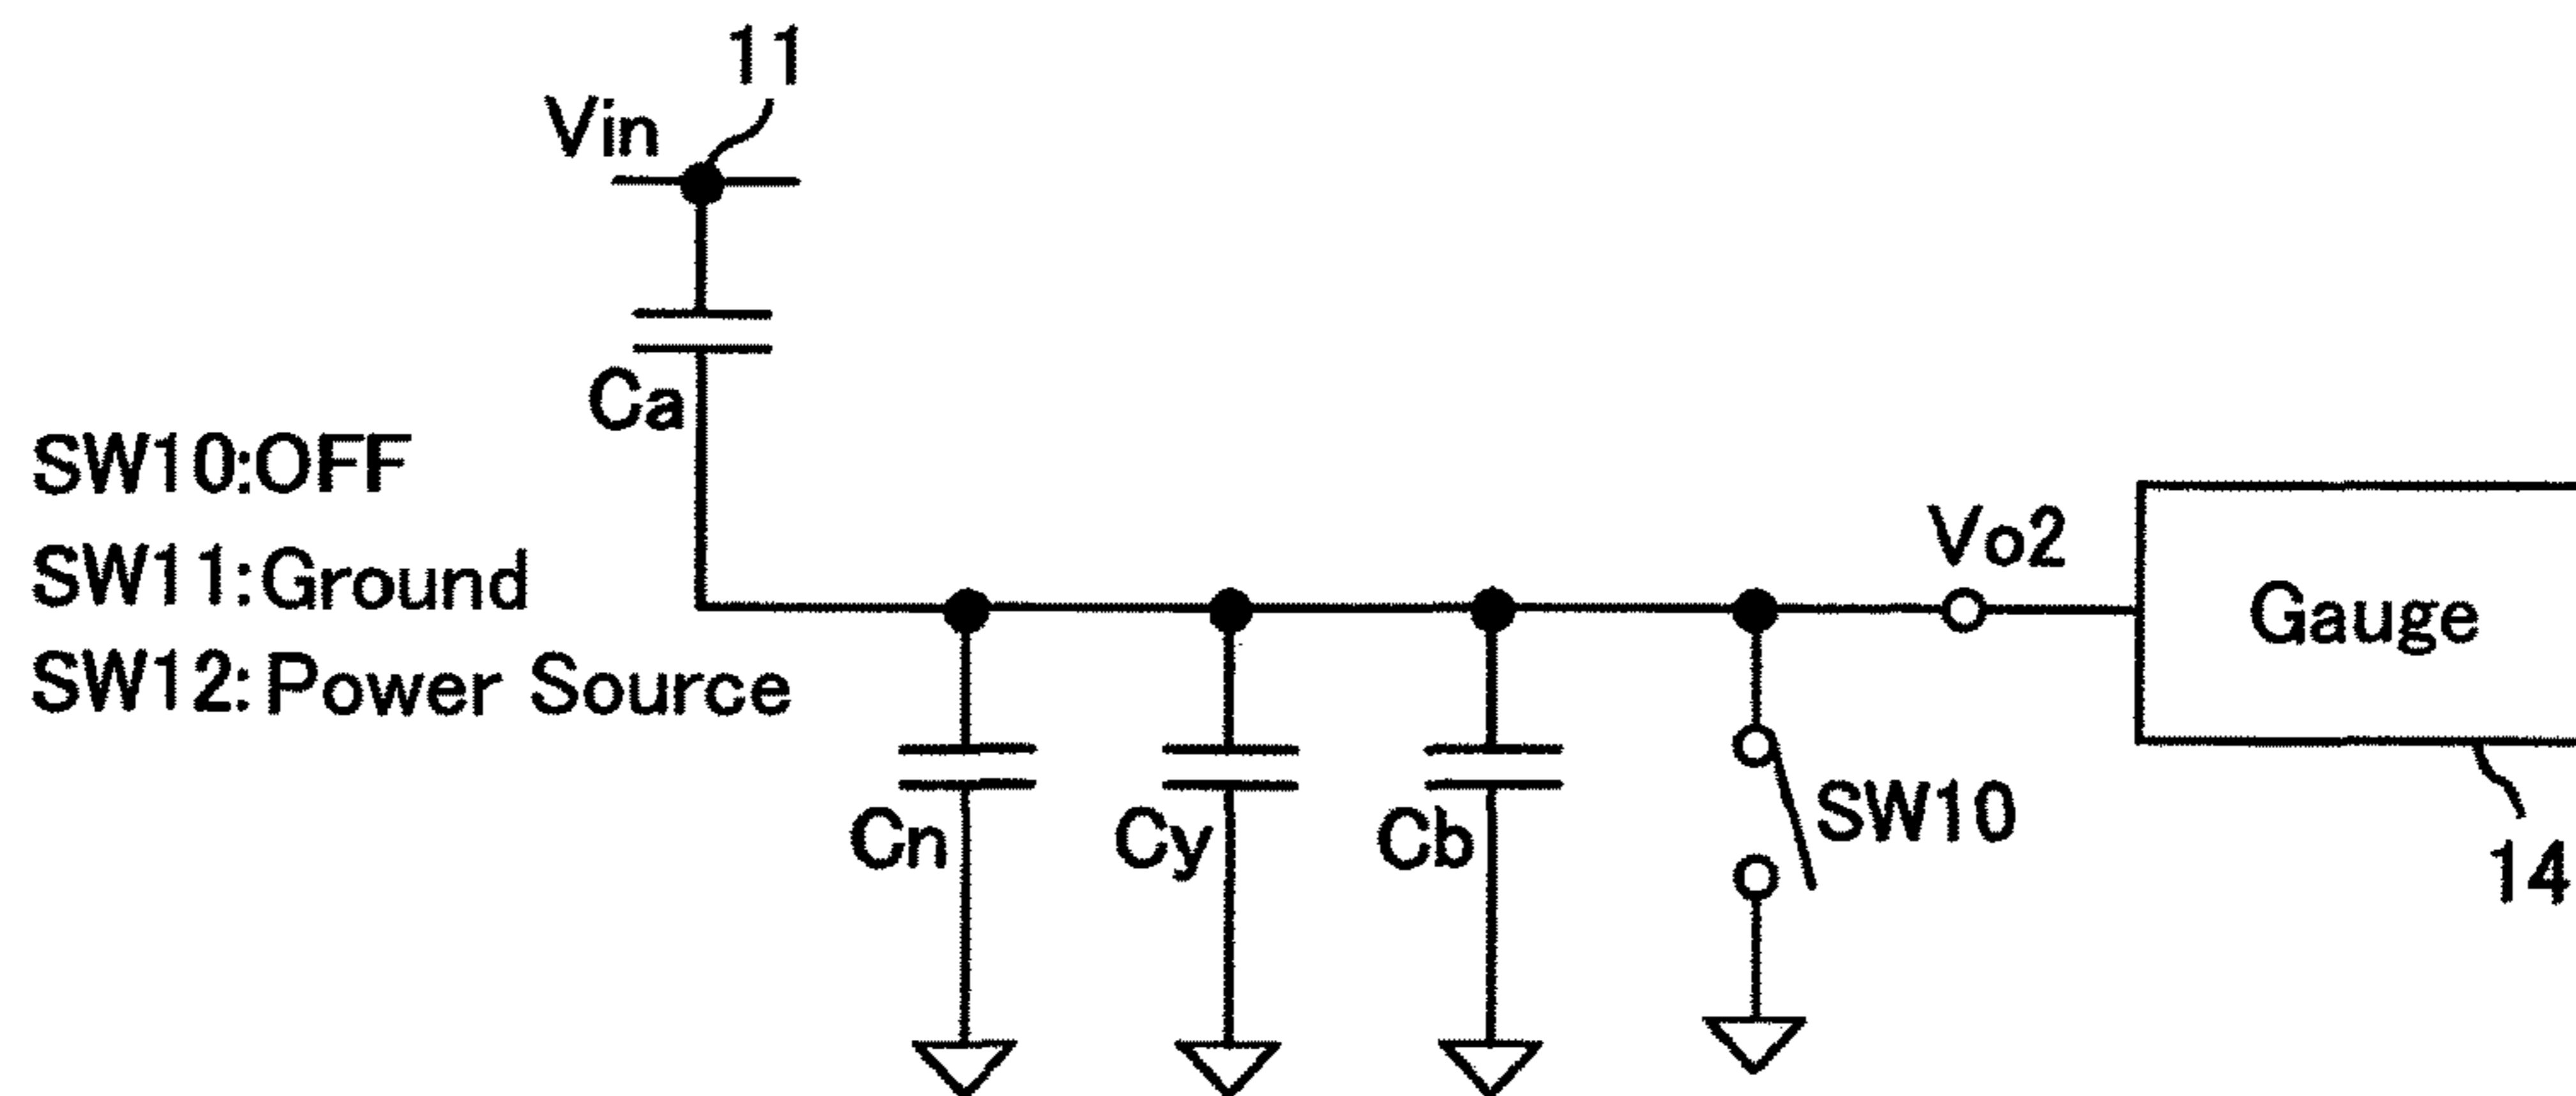 11
Vin
Ca
SW10:OFF
SW11:Ground
SW12:Power Source
Vo2
Gauge
Cn
Cy
Cb
SW10
14